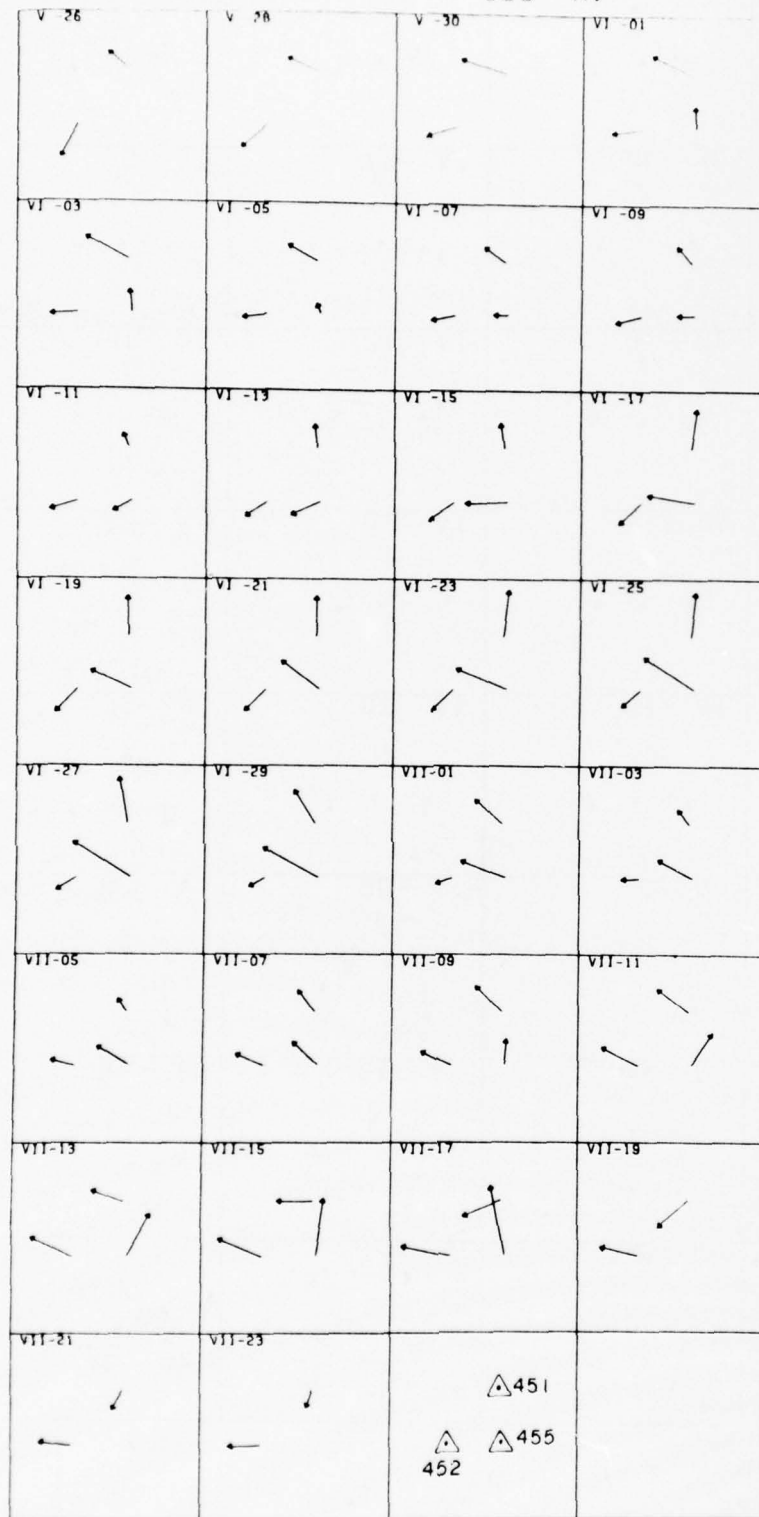 V -26 V -28 V -30 VI -01
VI -03 VI -05 VI -07 VI -09
VI -11 VI -13 VI -15 VI -17
VI -19 VI -21 VI -23 VI -25
VI -27 VI -29 VII-01 VII-03
VII-05 VII-07 VII-09 VII-11
VII-13 VII-15 VII-17 VII-19
VII-21 VII-23
451
455
452